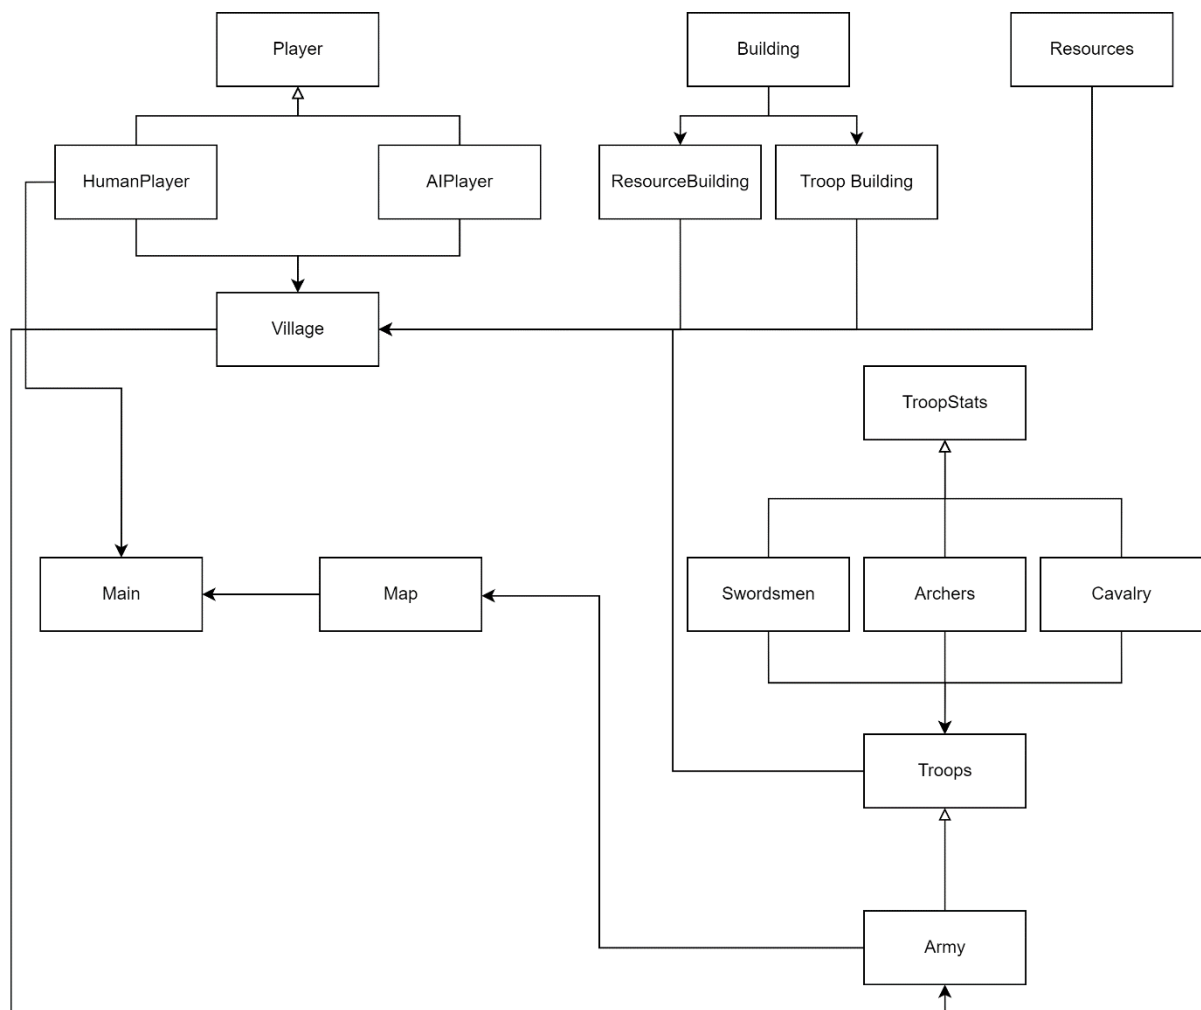 Player
Building
Resources
HumanPlayer
AIPlayer
ResourceBuilding
Troop Building
Village
TroopStats
Main
Map
Swordsmen
Archers
Cavalry
Troops
Army